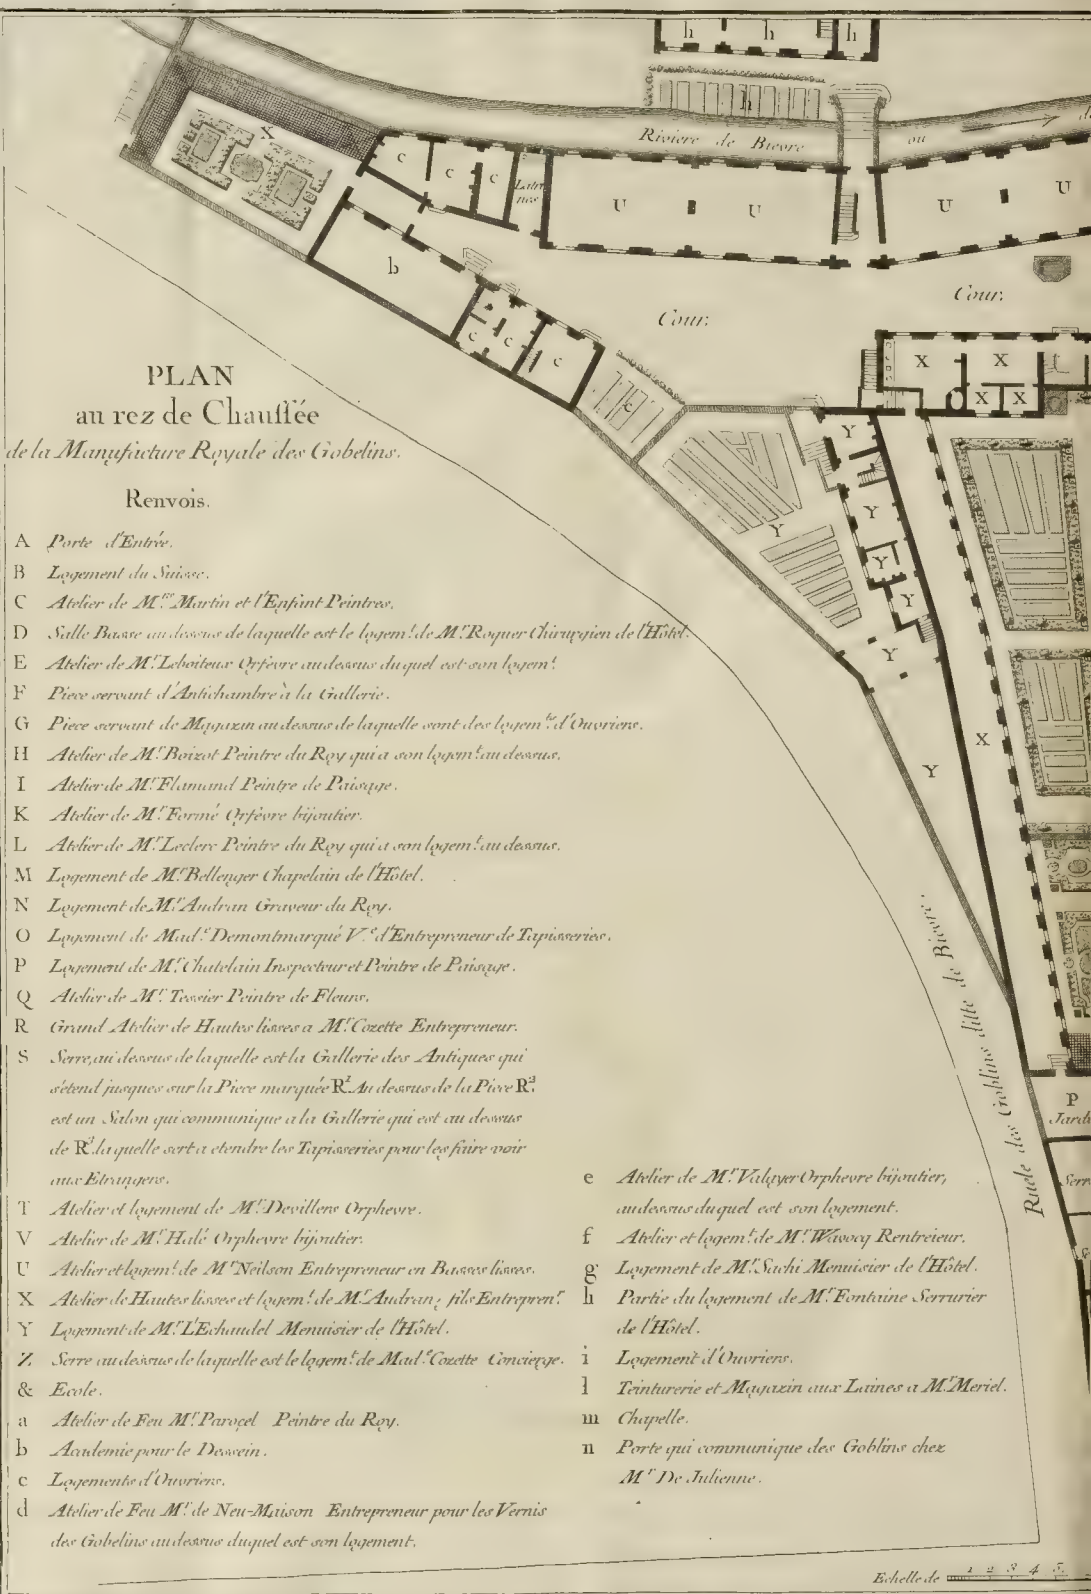 h h h
h
Riviere de Bievre ou
X
c c c
Latri
nes
U U U U
b
Cour.
Cour.
c c c
c
X X
X X
PLAN
au rez de Chaussée
de la Manufacture Royale des Gobelins.
Renvois.
Y
Y
Y
Y
Y
Y
X
Y
A Porte d'Entrée.
B Logement du Suisse.
C Atelier de M.rs Martin et l'Enfant Peintres.
D Salle Basse au dessus de laquelle est le logem.t de M.r Roquer Chirurgien de l'Hôtel.
E Atelier de M.r Leboiteux Orfèvre au dessus duquel est son logem.t
F Piece servant d'Antichambre à la Gallerie.
G Piece servant de Magazin au dessus de laquelle sont des logem.ts d'Ouvriers.
H Atelier de M.r Boizot Peintre du Roy qui a son logem.t au dessus.
I Atelier de M.r Flamand Peintre de Paisage.
K Atelier de M.r Formé Orfèvre bijoutier.
L Atelier de M.r Leclerc Peintre du Roy qui a son logem.t au dessus.
M Logement de M.r Bellenger Chapelain de l'Hôtel.
N Logement de M.r Audran Graveur du Roy.
O Logement de Mad.e Demontmarqué V.e d'Entrepreneur de Tapisseries.
P Logement de M.r Chatelain Inspecteur et Peintre de Paisage.
Q Atelier de M.r Tessier Peintre de Fleurs.
R Grand Atelier de Hautes lisses a M.r Cozette Entrepreneur.
S Serre, au dessus de laquelle est la Gallerie des Antiques qui
s'étend jusques sur la Piece marquée R.2 Au dessus de la Piece R.3
est un Salon qui communique a la Gallerie qui est au dessus
de R.3 laquelle sert a etendre les Tapisseries pour les faire voir
aux Etrangers.
T Atelier et logement de M.r Devillers Orphevre.
V Atelier de M.r Halé Orphevre bijoutier.
U Atelier et logem.t de M.r Neilson Entrepreneur en Basses lisses.
X Atelier de Hautes lisses et logem.t de M.r Audran, fils Entrepren.r
Y Logement de M.r L'Echaudel Menuisier de l'Hôtel.
Z Serre au dessus de laquelle est le logem.t de Mad.e Cozette Concierge.
& Ecole.
a Atelier de Feu M.r Parocel Peintre du Roy.
b Academie pour le Dessein.
c Logements d'Ouvriers.
d Atelier de Feu M.r de Neu-Maison Entrepreneur pour les Vernis
des Gobelins au dessus duquel est son logement.
e Atelier de M.r Valayer Orphevre bijoutier,
au dessus duquel est son logement.
f Atelier et logem.t de M.r Wavocq Rentreieur.
g Logement de M.r Sachi Menuisier de l'Hôtel.
h Partie du logement de M.r Fontaine Serrurier
de l'Hôtel.
i Logement d'Ouvriers.
l Teinturerie et Magazin aux Laines a M.r Meriel.
m Chapelle.
n Porte qui communique des Goblins chez
M.r De Julienne.
Ruële des Goblins ditte de Bievre.
P
Jardi
Serr
Echelle de 1 2 3 4 5